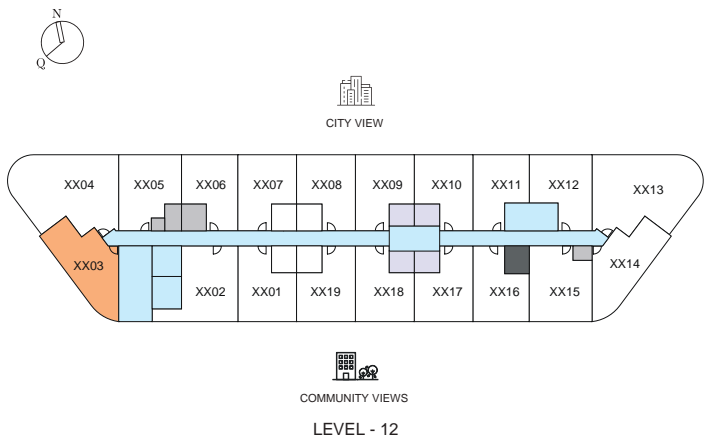 N
Q
CITY VIEW
XX04 XX05 XX06 XX07 XX08 XX09 XX10 XX11 XX12 XX13
XX03 XX14
XX02 XX01 XX19 XX18 XX17 XX16 XX15
COMMUNITY VIEWS
LEVEL - 12